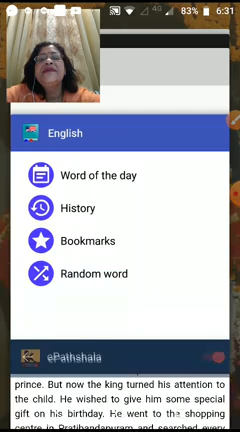 4G 83% 6:31
English
Word of the day
History
Bookmarks
Random word
ePathshala
prince. But now the king turned his attention to
the child. He wished to give him some special
gift on his birthday. He went to the shopping
centre in Pratibandapuram and searched every